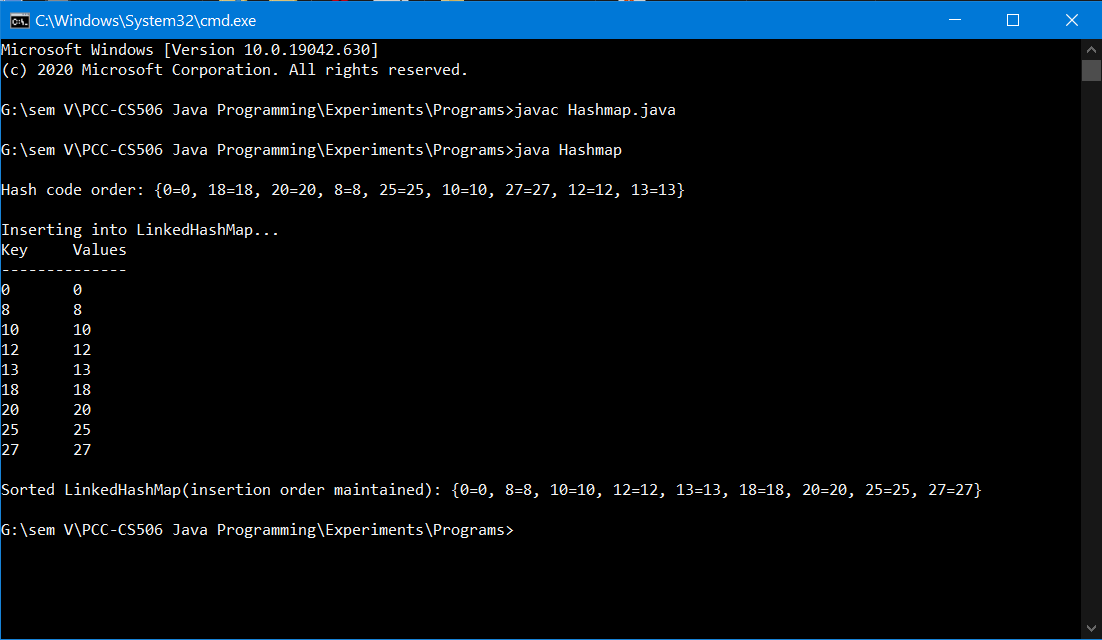 C:\Windows\System32\cmd.exe
Microsoft Windows [Version 10.0.19042.630]
(c) 2020 Microsoft Corporation. All rights reserved.
G:\sem V\PCC-CS506 Java Programming\Experiments\Programs>javac Hashmap.java
G:\sem V\PCC-CS506 Java Programming\Experiments\Programs>java Hashmap
Hash code order: {0=0, 18=18, 20=20, 8=8, 25=25, 10=10, 27=27, 12=12, 13=13}
Inserting into LinkedHashMap...
Key     Values
--------------
0       0
8       8
10      10
12      12
13      13
18      18
20      20
25      25
27      27
Sorted LinkedHashMap(insertion order maintained): {0=0, 8=8, 10=10, 12=12, 13=13, 18=18, 20=20, 25=25, 27=27}
G:\sem V\PCC-CS506 Java Programming\Experiments\Programs>